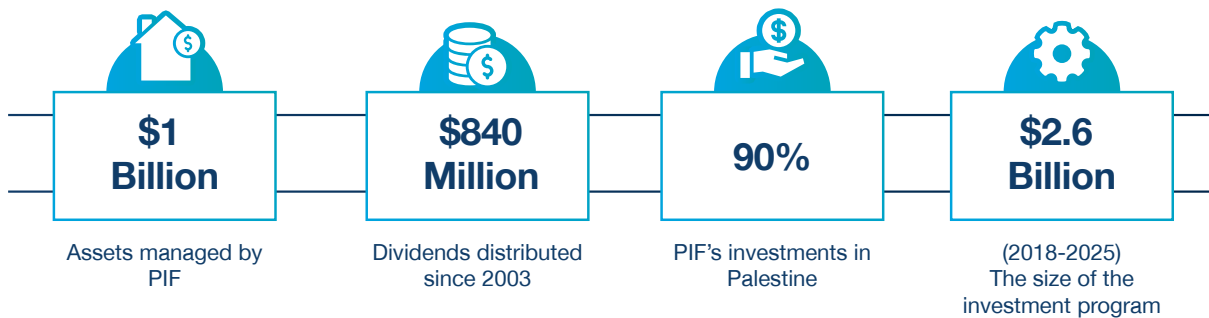 $
$
$
$1
Billion
$840
Million
90%
$2.6
Billion
Assets managed by
PIF
Dividends distributed
since 2003
PIF's investments in
Palestine
(2018-2025)
The size of the
investment program